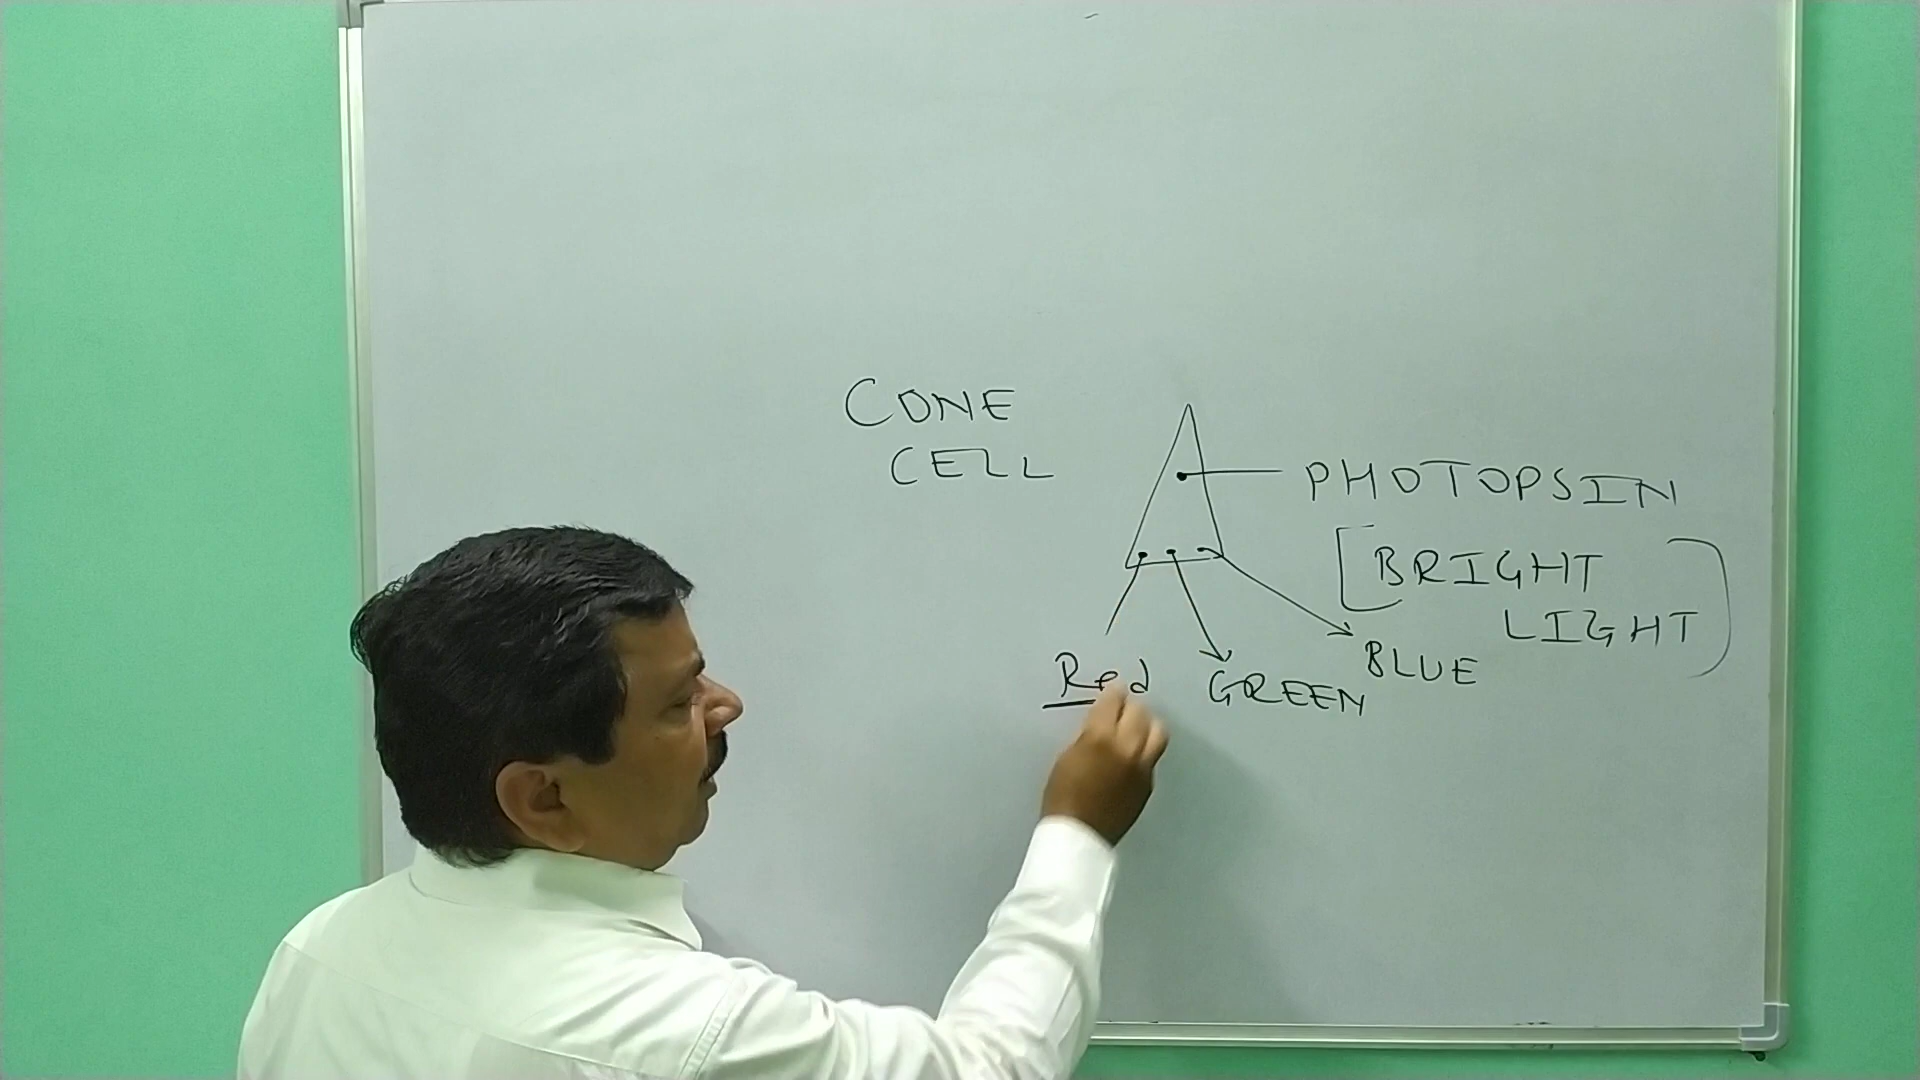 CONE
CELL
PHOTOPSIN
[BRIGHT
LIGHT]
BLUE
Red
GREEN